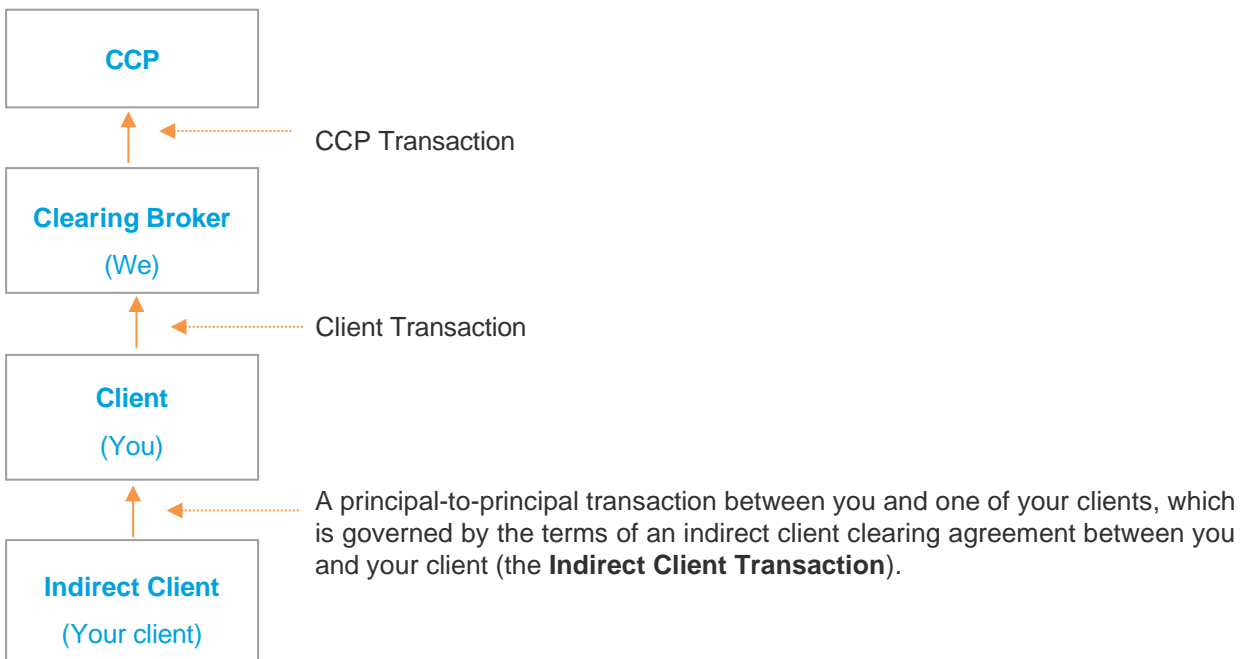 CCP
CCP Transaction
Clearing Broker
(We)
Client Transaction
Client
(You)
A principal-to-principal transaction between you and one of your clients, which
is governed by the terms of an indirect client clearing agreement between you
and your client (the Indirect Client Transaction).
Indirect Client
(Your client)